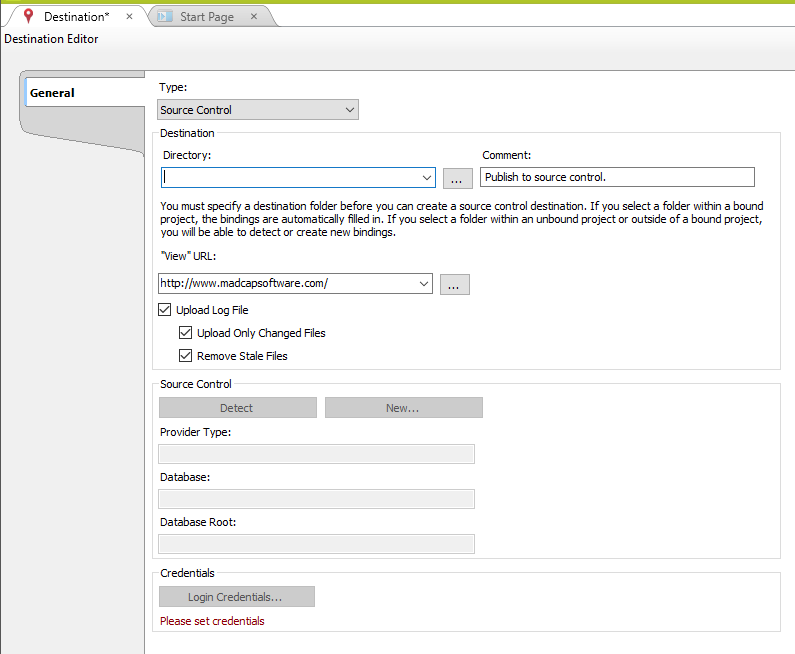 Destination*
Start Page
Destination Editor
General
Type:
Source Control
Destination
Directory:
Comment:
...
Publish to source control.
You must specify a destination folder before you can create a source control destination. If you select a folder within a bound
project, the bindings are automatically filled in. If you select a folder within an unbound project or outside of a bound project,
you will be able to detect or create new bindings.
"View" URL:
http://www.madcapsoftware.com/
...
Upload Log File
Upload Only Changed Files
Remove Stale Files
Source Control
Detect
New...
Provider Type:
Database:
Database Root:
Credentials
Login Credentials...
Please set credentials